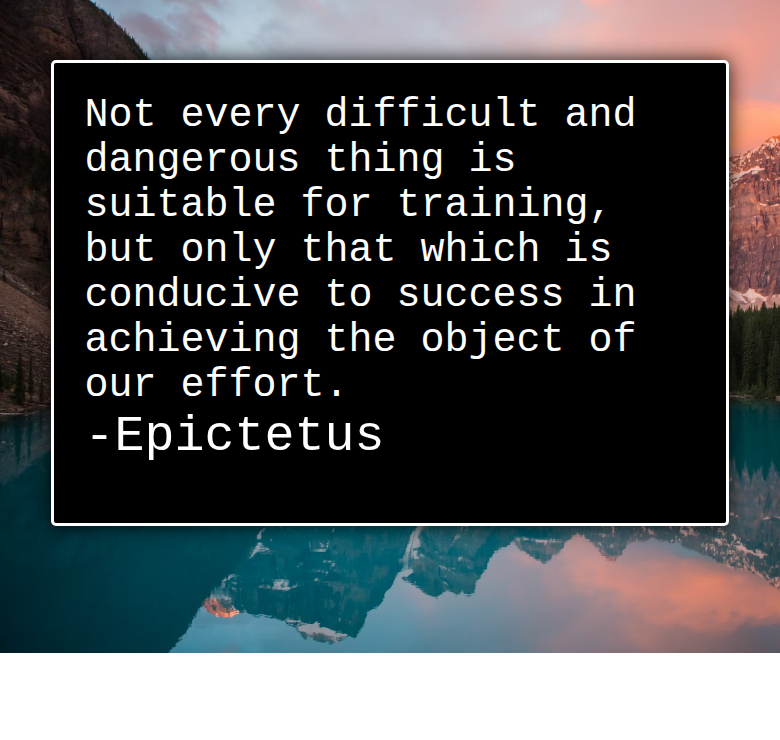 Not every difficult and
dangerous thing is
suitable for training,
but only that which is
conducive to success in
achieving the object of
our effort.
-Epictetus